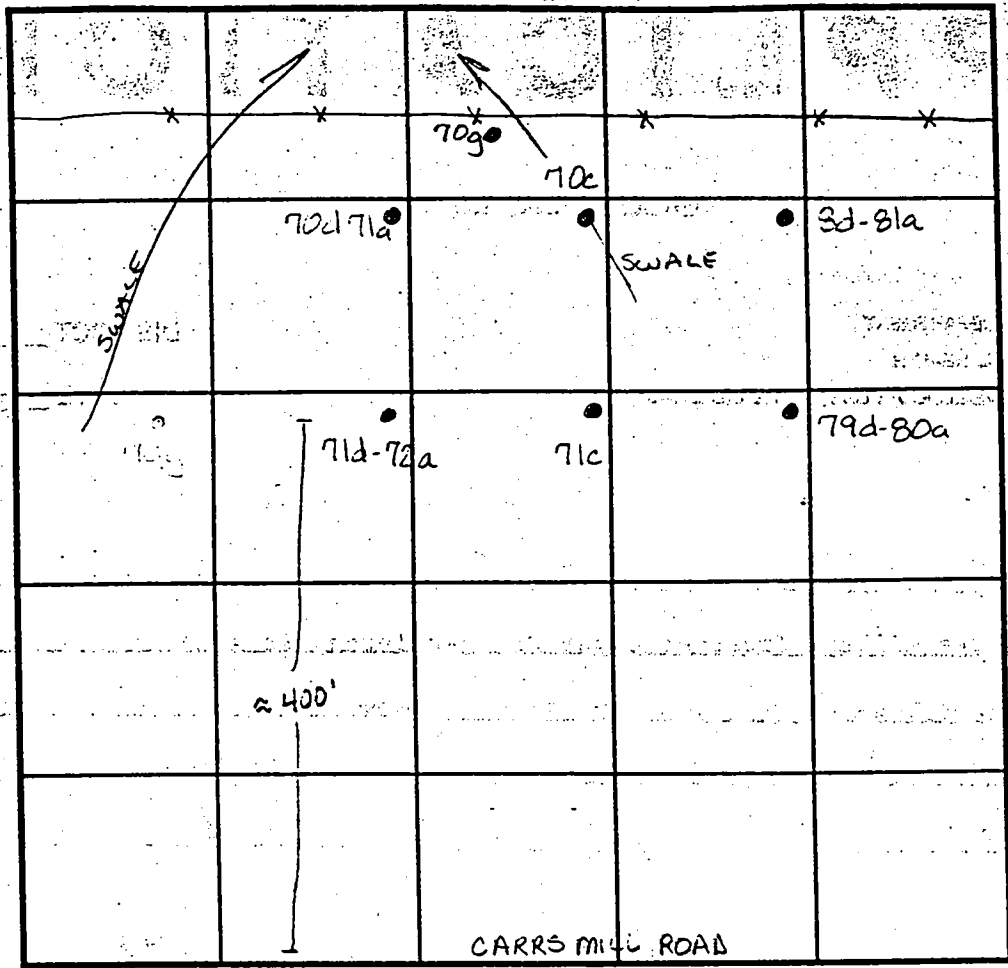 70g
70c
70d 71a
8d-81a
SWALE
SWALE
71d-72a
71c
79d-80a
≈ 400'
CARRS MILL ROAD